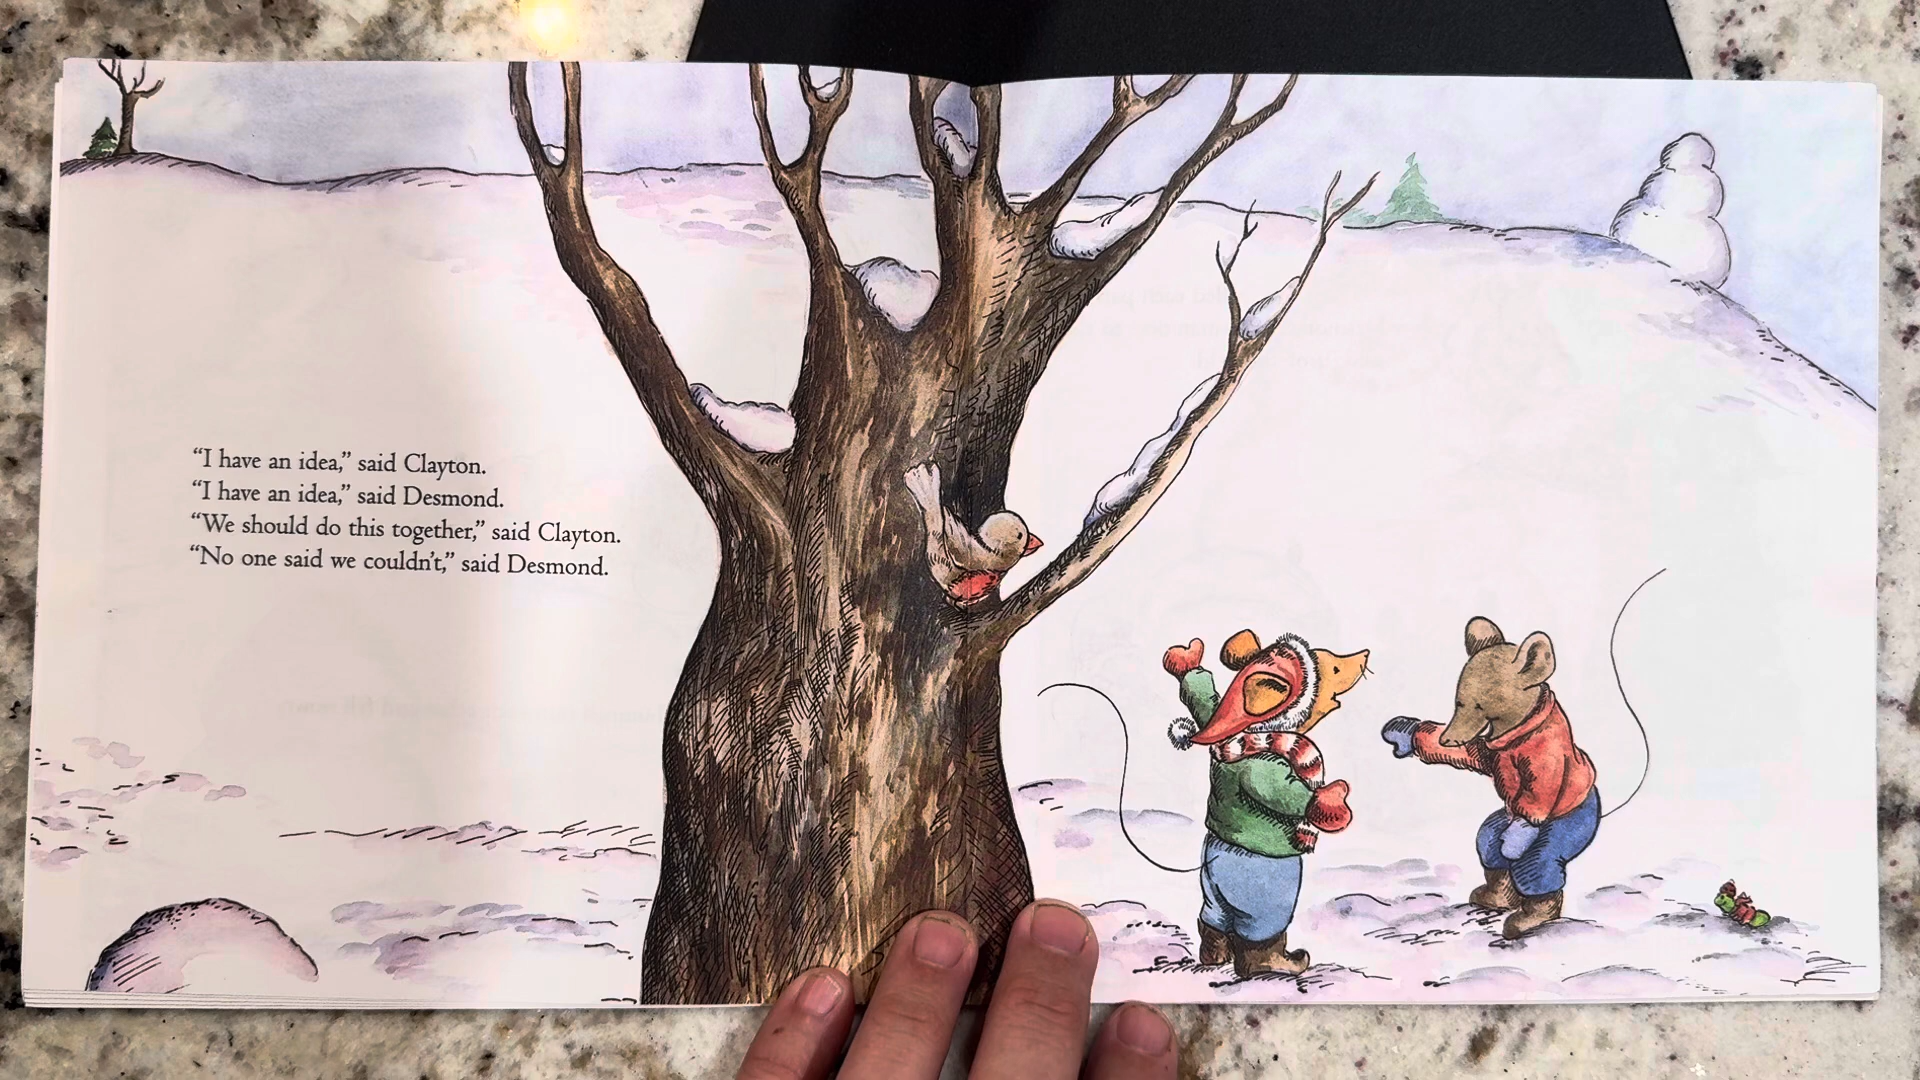 “I have an idea,” said Clayton.
“I have an idea,” said Desmond.
“We should do this together,” said Clayton.
“No one said we couldn’t,” said Desmond.